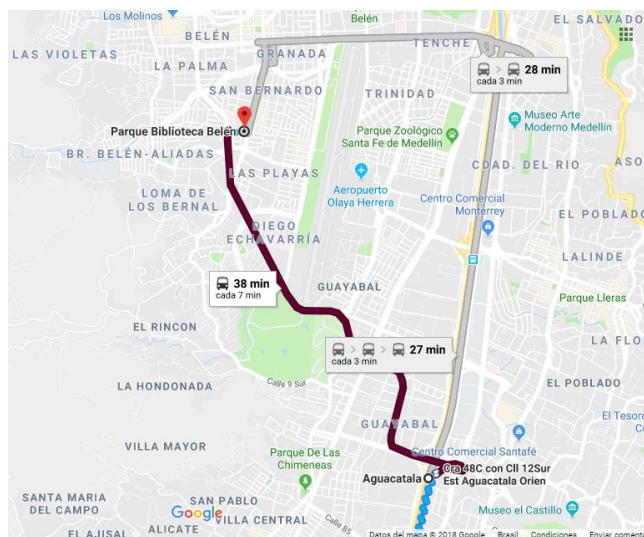 Los Molinos
BELÉN
Belén
EL SALVADO
LAS VIOLETAS
GRANADA
TENCHE
LA PALMA
28 min
cada 3 min
SAN BERNARDO
TRINIDAD
Parque Biblioteca Belén
Museo Arte
Moderno Medellín
Parque Zoológico
Santa Fe de Medellín
BR. BELÉN-ALIADAS
CDAD. DEL RIO
ASO
LAS PLAYAS
Aeropuerto
Olaya Herrera
LOMA DE
LOS BERNAL
Centro Comercial
Monterrey
EL POBLADO
DIEGO
ECHAVARRÍA
LALINDE
38 min
cada 7 min
GUAYABAL
Parque Lleras
EL RINCON
LA FLO
27 min
cada 3 min
Calle 9 Sur
LA HONDONADA
EL POBLADO
El Tesoro
Co
GUAYABAL
VILLA MAYOR
Centro Comercial Santafé
Parque De Las
Chimeneas
Aguacatala
Cra 48C con Cll 12Sur
Est Aguacatala Orien
SANTA MARIA
DEL CAMPO
SAN PABLO
Google
VILLA CENTRAL
Museo el Castillo
EL AJISAL
ALICATE
Calle 85
Datos del mapa © 2018 Google Brasil Condiciones Enviar coment